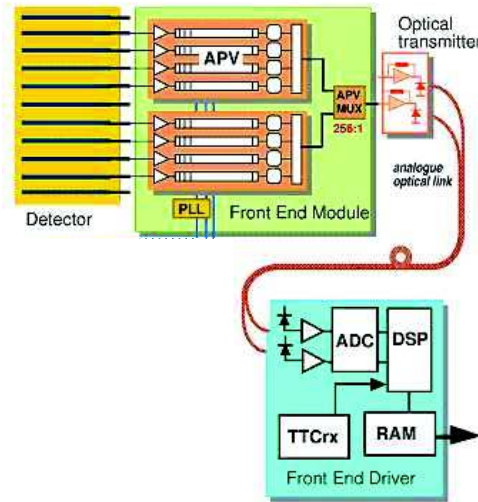 Optical
transmitter
APV
APV
MUX
256:1
analogue
optical link
PLL
Front End Module
Detector
ADC
DSP
TTCrx
RAM
Front End Driver